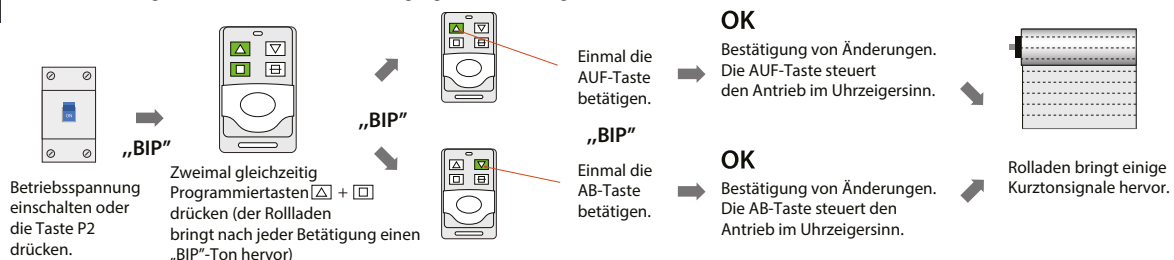 ON
„BIP"
Betriebsspannung
einschalten oder
die Taste P2
drücken.
Zweimal gleichzeitig
Programmiertasten △ + □
drücken (der Rollladen
bringt nach jeder Betätigung einen
„BIP"-Ton hervor)
„BIP"
Einmal die
AUF-Taste
betätigen.
„BIP"
Einmal die
AB-Taste
betätigen.
OK
Bestätigung von Änderungen.
Die AUF-Taste steuert
den Antrieb im Uhrzeigersinn.
OK
Bestätigung von Änderungen.
Die AB-Taste steuert den
Antrieb im Uhrzeigersinn.
Rolladen bringt einige
Kurztonsignale hervor.